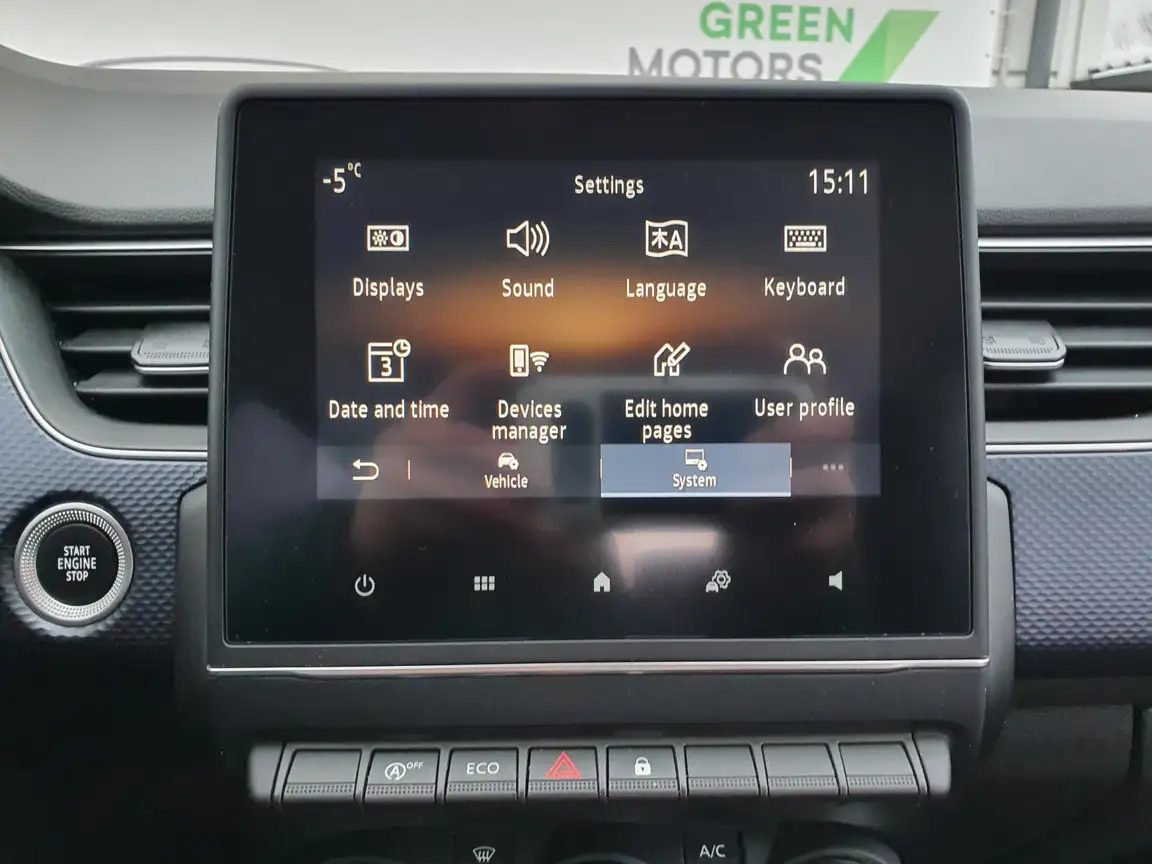 GREEN
MOTORS
-5°C
Settings
15:11
Displays
Sound
Language
Keyboard
3
Date and time
Devices
manager
Edit home
pages
User profile
Vehicle
System
START
ENGINE
STOP
A OFF
ECO
A/C